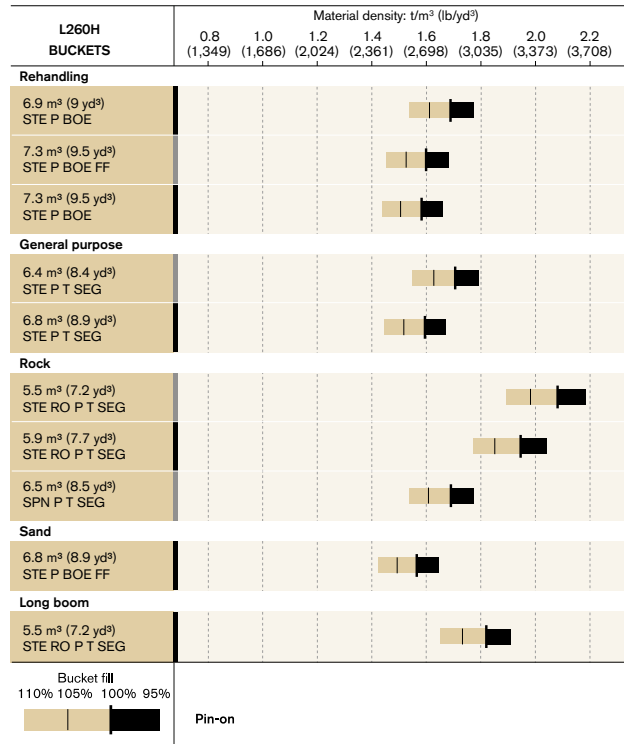 L260H
BUCKETS
Material density: t/m³ (lb/yd³)
0.8 1.0 1.2 1.4 1.6 1.8 2.0 2.2
(1,349) (1,686) (2,024) (2,361) (2,698) (3,035) (3,373) (3,708)
Rehandling
6.9 m³ (9 yd³)
STE P BOE
7.3 m³ (9.5 yd³)
STE P BOE FF
7.3 m³ (9.5 yd³)
STE P BOE
General purpose
6.4 m³ (8.4 yd³)
STE P T SEG
6.8 m³ (8.9 yd³)
STE P T SEG
Rock
5.5 m³ (7.2 yd³)
STE RO P T SEG
5.9 m³ (7.7 yd³)
STE RO P T SEG
6.5 m³ (8.5 yd³)
SPN P T SEG
Sand
6.8 m³ (8.9 yd³)
STE P BOE FF
Long boom
5.5 m³ (7.2 yd³)
STE RO P T SEG
Bucket fill
110% 105% 100% 95%
Pin-on